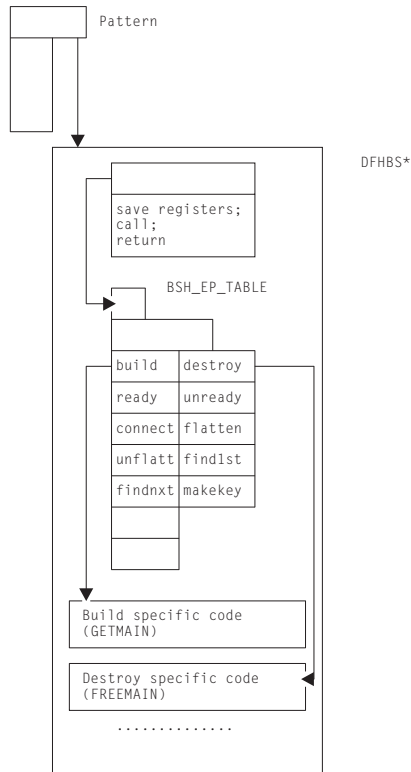 Pattern
DFHBS*
save registers;
call;
return
BSH_EP_TABLE
build destroy
ready unready
connect flatten
unflatt find1st
findnxt makekey
Build specific code
(GETMAIN)
Destroy specific code
(FREEMAIN)
..............